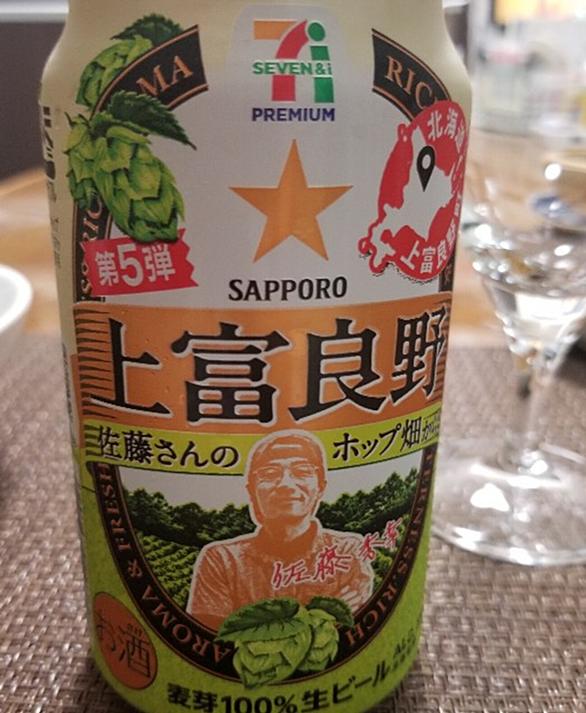 7i
SEVEN&i
PREMIUM
北海道
上富良野
第5弾
SAPPORO
上富良野
佐藤さんの
ホップ畑から
AROMA & FRESH
RICH
お酒
麦芽100%生ビール